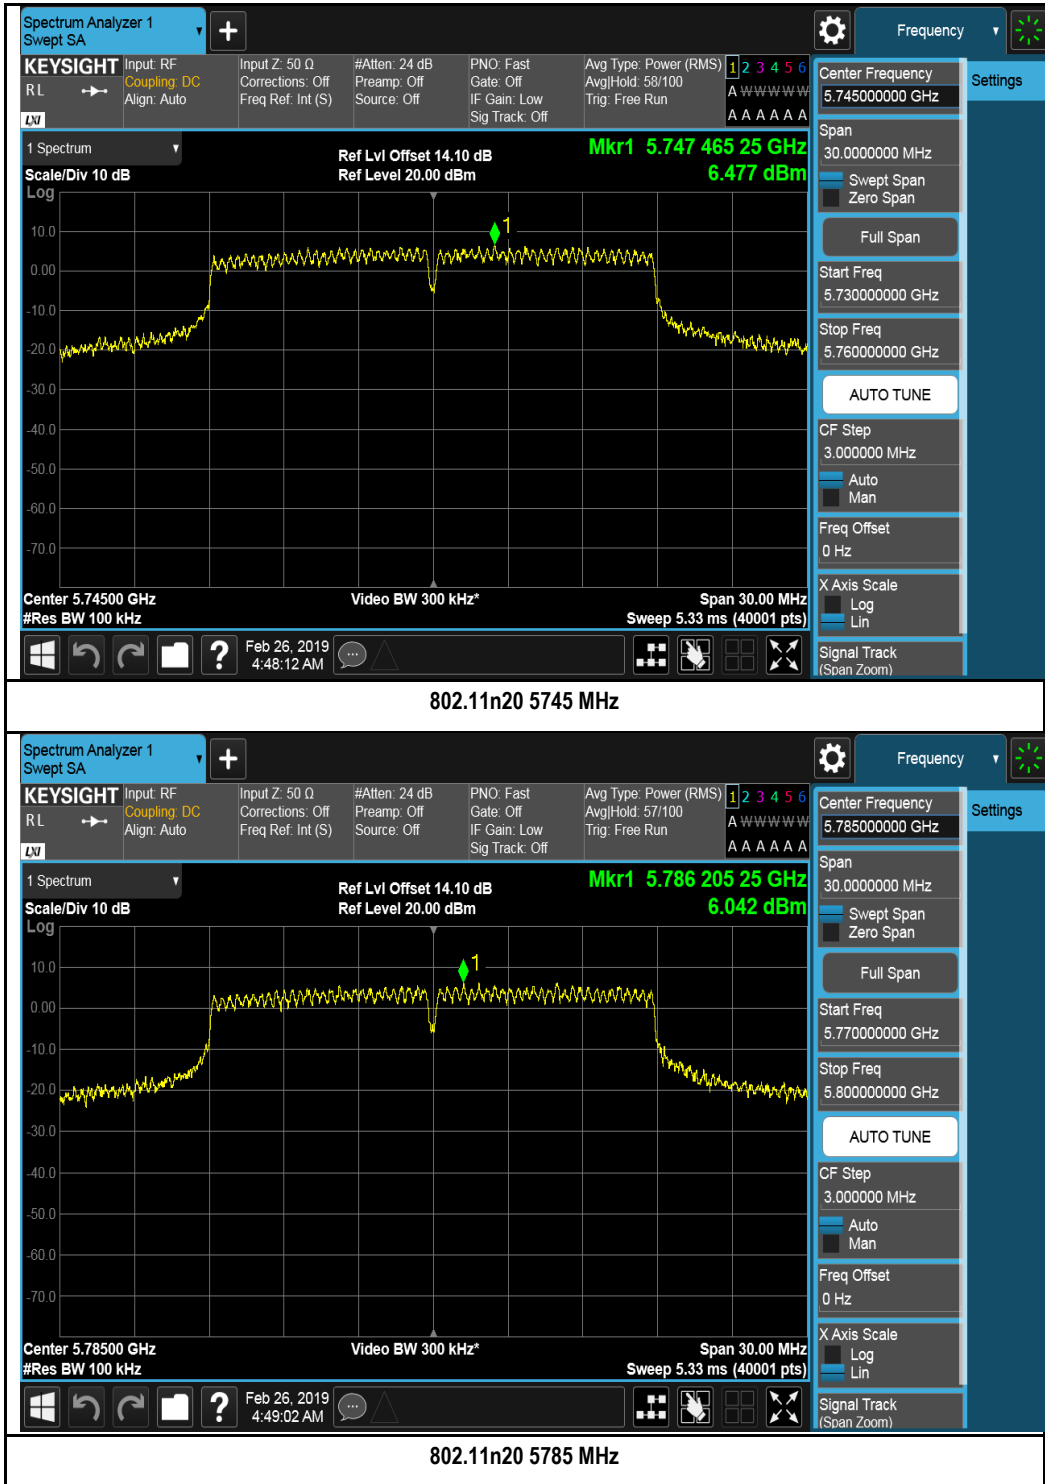 Spectrum Analyzer 1
Swept SA
Frequency
KEYSIGHT
R L
LXI
Input: RF
Coupling: DC
Align: Auto
Input Z: 50 Ω
Corrections: Off
Freq Ref: Int (S)
#Atten: 24 dB
Preamp: Off
Source: Off
PNO: Fast
Gate: Off
IF Gain: Low
Sig Track: Off
Avg Type: Power (RMS)
Avg|Hold: 58/100
Trig: Free Run
1 2 3 4 5 6
A W W W W W
A A A A A A
1 Spectrum
Scale/Div 10 dB
Ref Lvl Offset 14.10 dB
Ref Level 20.00 dBm
Mkr1 5.747 465 25 GHz
6.477 dBm
Log
1
10.0
0.00
-10.0
-20.0
-30.0
-40.0
-50.0
-60.0
-70.0
Center 5.74500 GHz
#Res BW 100 kHz
Video BW 300 kHz*
Span 30.00 MHz
Sweep 5.33 ms (40001 pts)
?
Feb 26, 2019
4:48:12 AM
Center Frequency
5.745000000 GHz
Span
30.0000000 MHz
Swept Span
Zero Span
Full Span
Start Freq
5.730000000 GHz
Stop Freq
5.760000000 GHz
AUTO TUNE
CF Step
3.000000 MHz
Auto
Man
Freq Offset
0 Hz
X Axis Scale
Log
Lin
Signal Track
(Span Zoom)
Settings
802.11n20 5745 MHz
Spectrum Analyzer 1
Swept SA
Frequency
KEYSIGHT
R L
LXI
Input: RF
Coupling: DC
Align: Auto
Input Z: 50 Ω
Corrections: Off
Freq Ref: Int (S)
#Atten: 24 dB
Preamp: Off
Source: Off
PNO: Fast
Gate: Off
IF Gain: Low
Sig Track: Off
Avg Type: Power (RMS)
Avg|Hold: 57/100
Trig: Free Run
1 2 3 4 5 6
A W W W W W
A A A A A A
1 Spectrum
Scale/Div 10 dB
Ref Lvl Offset 14.10 dB
Ref Level 20.00 dBm
Mkr1 5.786 205 25 GHz
6.042 dBm
Log
1
10.0
0.00
-10.0
-20.0
-30.0
-40.0
-50.0
-60.0
-70.0
Center 5.78500 GHz
#Res BW 100 kHz
Video BW 300 kHz*
Span 30.00 MHz
Sweep 5.33 ms (40001 pts)
?
Feb 26, 2019
4:49:02 AM
Center Frequency
5.785000000 GHz
Span
30.0000000 MHz
Swept Span
Zero Span
Full Span
Start Freq
5.770000000 GHz
Stop Freq
5.800000000 GHz
AUTO TUNE
CF Step
3.000000 MHz
Auto
Man
Freq Offset
0 Hz
X Axis Scale
Log
Lin
Signal Track
(Span Zoom)
Settings
802.11n20 5785 MHz